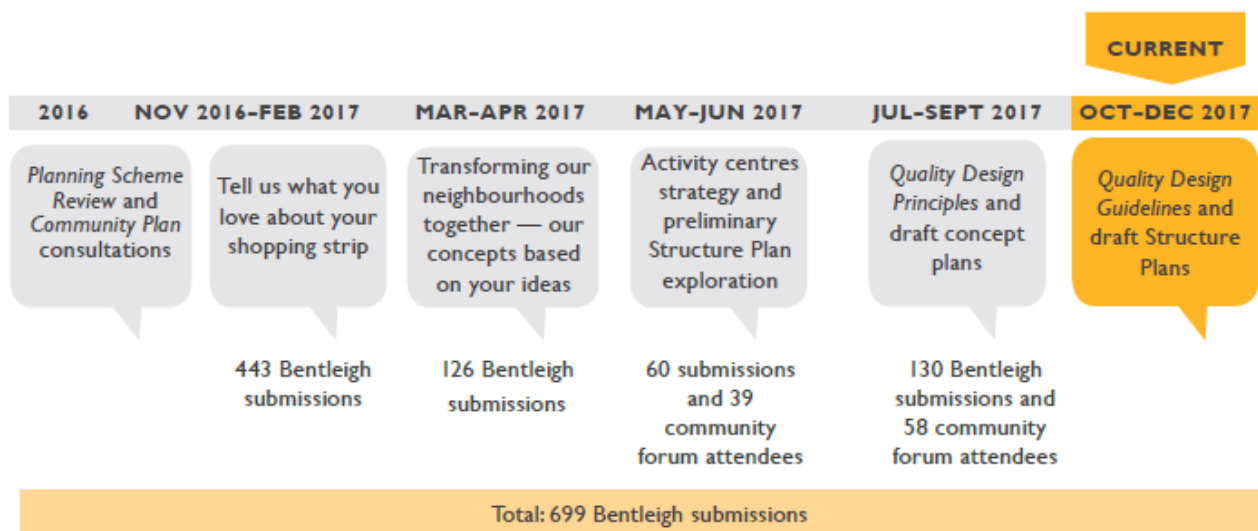 CURRENT
2016
NOV 2016–FEB 2017
MAR–APR 2017
MAY–JUN 2017
JUL–SEPT 2017
OCT–DEC 2017
Planning Scheme
Review and
Community Plan
consultations
Tell us what you
love about your
shopping strip
Transforming our
neighbourhoods
together — our
concepts based
on your ideas
Activity centres
strategy and
preliminary
Structure Plan
exploration
Quality Design
Principles and
draft concept
plans
Quality Design
Guidelines and
draft Structure
Plans
443 Bentleigh
submissions
126 Bentleigh
submissions
60 submissions
and 39
community
forum attendees
130 Bentleigh
submissions and
58 community
forum attendees
Total: 699 Bentleigh submissions